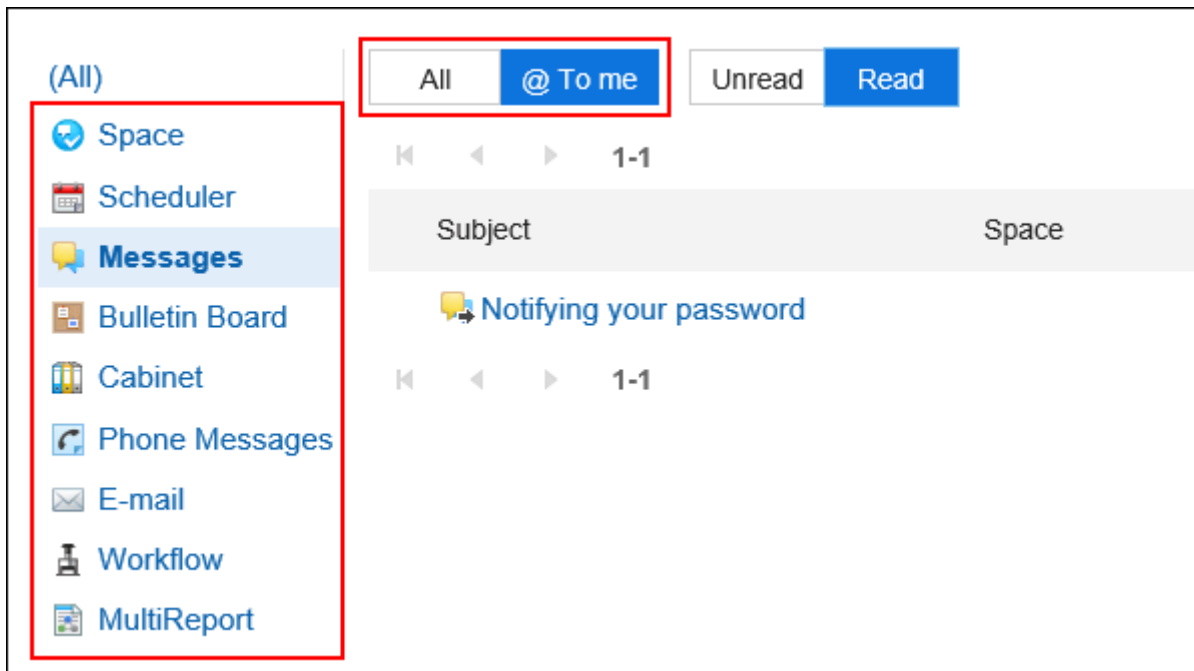 (All)
Space
Scheduler
Messages
Bulletin Board
Cabinet
Phone Messages
E-mail
Workflow
MultiReport
All @ To me Unread Read
1-1
Subject Space
Notifying your password
1-1